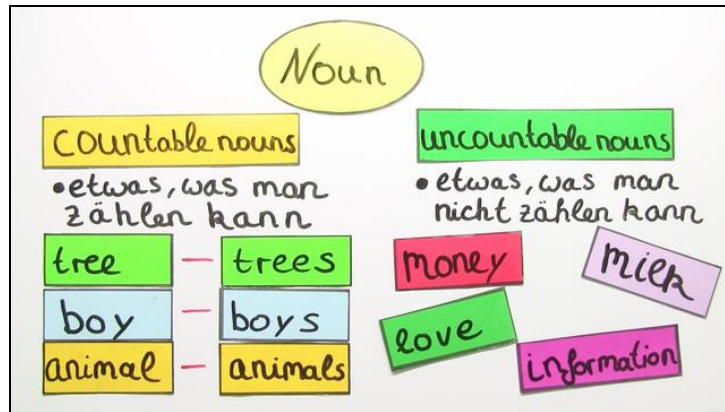 Noun
countable nouns
• etwas, was man
zählen kann
tree – trees
boy – boys
animal – animals
uncountable nouns
• etwas, was man
nicht zählen kann
money
milk
love
information